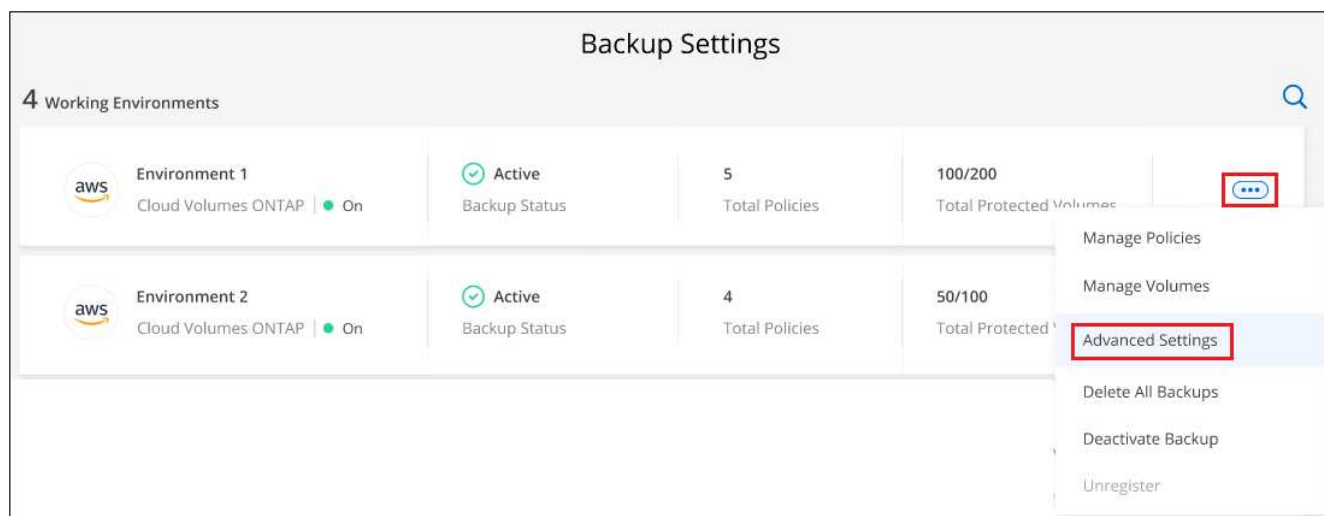 Backup Settings
4 Working Environments
aws
Environment 1
Cloud Volumes ONTAP | On
Active
Backup Status
5
Total Policies
100/200
Total Protected Volumes
aws
Environment 2
Cloud Volumes ONTAP | On
Active
Backup Status
4
Total Policies
50/100
Total Protected
Manage Policies
Manage Volumes
Advanced Settings
Delete All Backups
Deactivate Backup
Unregister